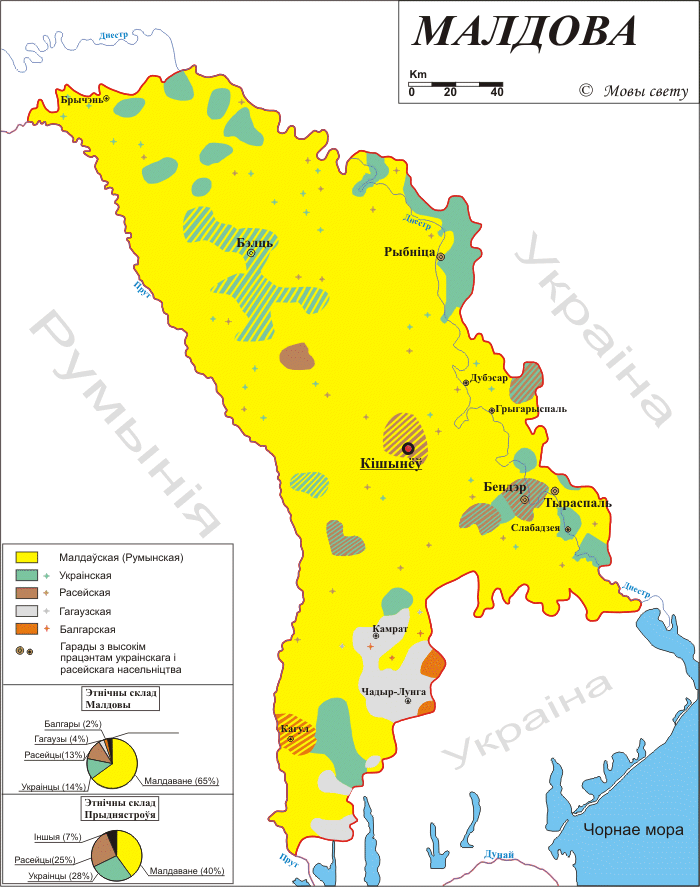 МАЛДОВА
Km
0 20 40
© Мовы свету
Днестр
Брычэнь
Днестр
Бэлць
Рыбніца
Прут
Украіна
Румынія
Дубэсар
Грыгарыспаль
Кішынёў
Бендэр
Тыраспаль
Слабадзея
Днестр
Малдаўская (Румынская)
Украінская
Расейская
Гагаузская
Балгарская
Гарады з высокім
працэнтам украінскага і
расейскага насельніцтва
Камрат
Чадыр-Лунга
Кагул
Украіна
Этнічны склад
Малдовы
Балгары (2%)
Гагаузы (4%)
Расейцы(13%)
Украінцы (14%)
Малдаване (65%)
Этнічны склад
Прыднястроўя
Іншыя (7%)
Расейцы(25%)
Украінцы (28%)
Малдаване (40%)
Чорнае мора
Прут
Дунай